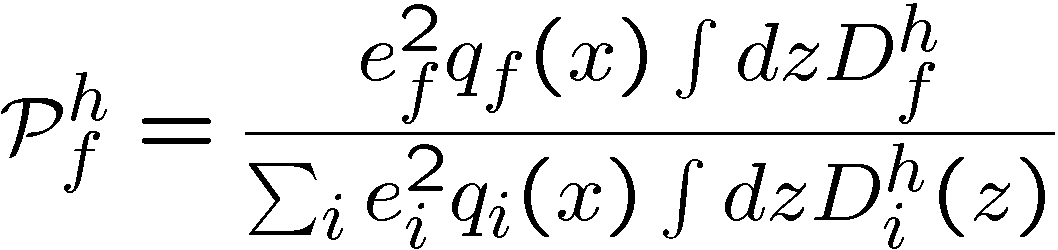 \mathcal{P}_f^h = \frac{e_f^2 q_f(x) \int dz D_f^h}{\sum_i e_i^2 q_i(x) \int dz D_i^h(z)}